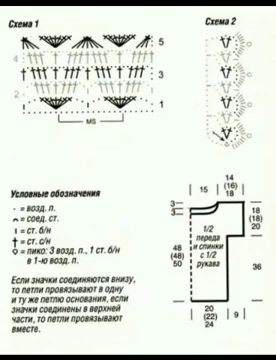 Схема 1
Схема 2
5
4
3
2
1
MS
Условные обозначения
· = возд. п.
= соед. ст.
ı = ст. б/н
† = ст. с/н
= пико: 3 возд. п., 1 ст. б/н
в 1-ю возд. п.
Если значки соединяются внизу,
то петли провязывают в одну
и ту же петлю основания, если
значки соединены в верхней
части, то петли провязывают
вместе.
15
14
(16)
18
3
3
18
(18)
20
1/2
переда
и спинки
с 1/2
рукава
48
(48)
50
36
20
(22)
24
9